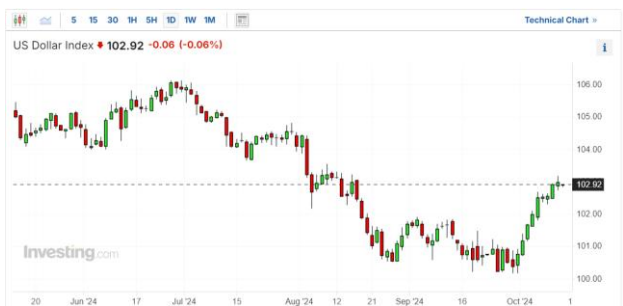 5 15 30 1H 5H 1D 1W 1M Technical Chart »
US Dollar Index 102.92 -0.06 (-0.06%)
i
106.00
105.00
104.00
102.92
102.00
101.00
100.00
Investing.com
20 Jun '24 17 Jul '24 15 Aug '24 12 21 Sep '24 16 Oct '24 1